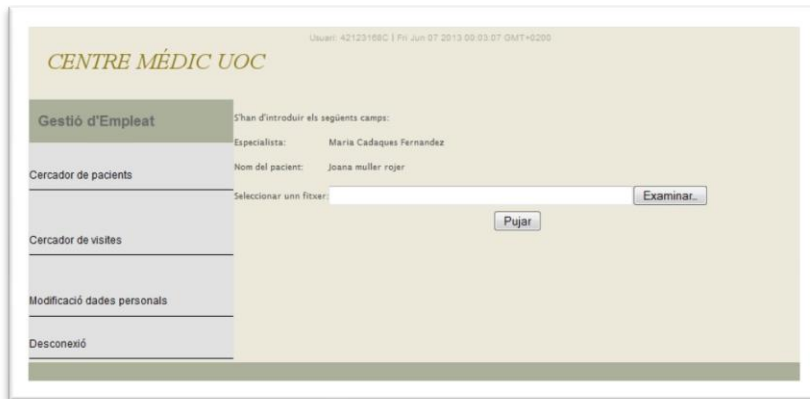 Usuari: 42123168C | Fri Jun 07 2013 00:03:07 GMT+0200
CENTRE MÉDIC UOC
Gestió d'Empleat
Cercador de pacients
Cercador de visites
Modificació dades personals
Desconexió
S'han d'introduir els següents camps:
Especialista: Maria Cadaques Fernandez
Nom del pacient: Joana muller rojer
Seleccionar unn fitxer: Examinar..
Pujar